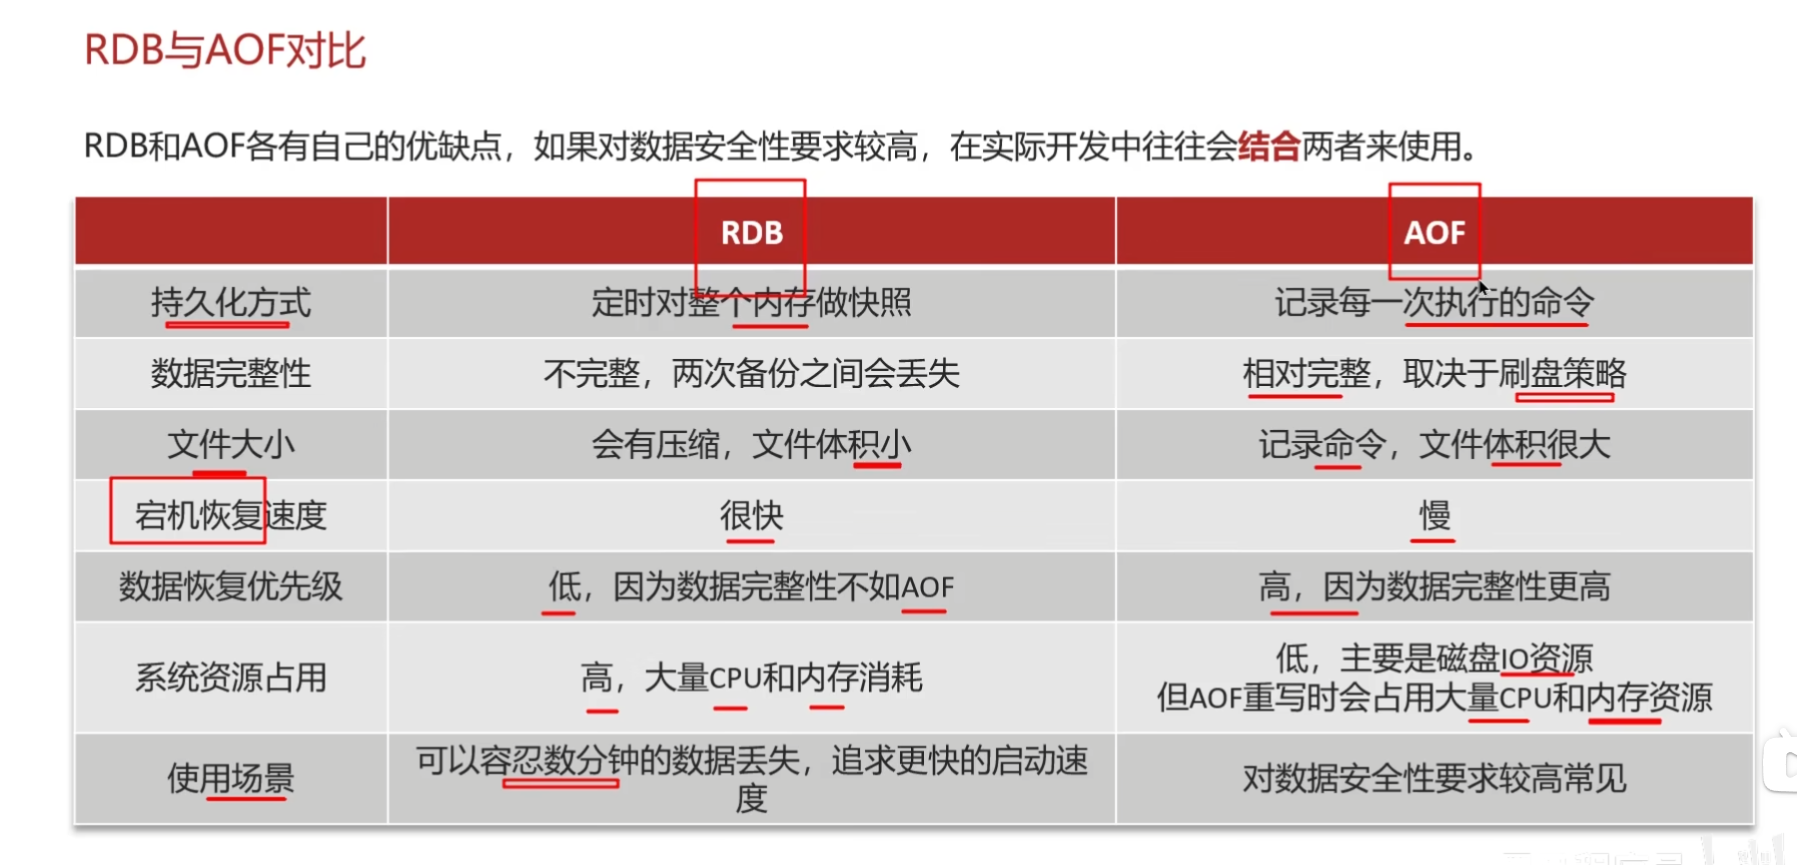 RDB与AOF对比
RDB和AOF各有自己的优缺点，如果对数据安全性要求较高，在实际开发中往往会结合两者来使用。
RDB AOF
持久化方式 定时对整个内存做快照 记录每一次执行的命令
数据完整性 不完整，两次备份之间会丢失 相对完整，取决于刷盘策略
文件大小 会有压缩，文件体积小 记录命令，文件体积很大
宕机恢复速度 很快 慢
数据恢复优先级 低，因为数据完整性不如AOF 高，因为数据完整性更高
系统资源占用 高，大量CPU和内存消耗 低，主要是磁盘IO资源
但AOF重写时会占用大量CPU和内存资源
使用场景 可以容忍数分钟的数据丢失，追求更快的启动速
度 对数据安全性要求较高常见